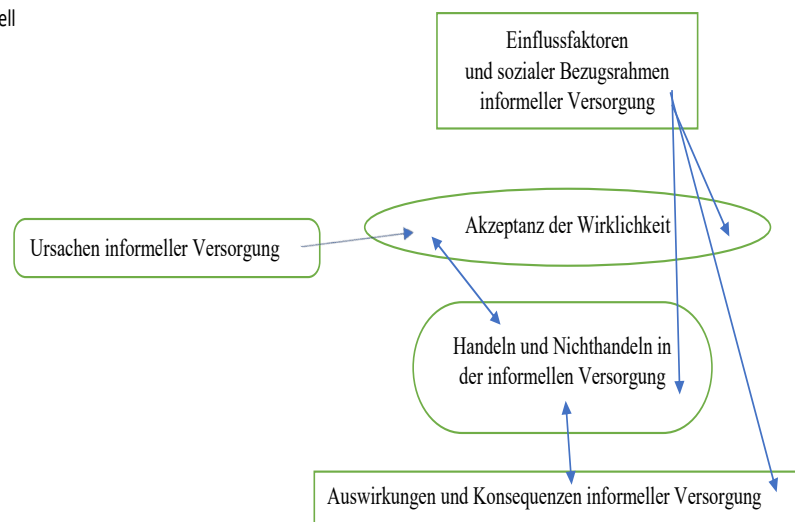 ell
Einflussfaktoren
und sozialer Bezugsrahmen
informeller Versorgung
Akzeptanz der Wirklichkeit
Ursachen informeller Versorgung
Handeln und Nichthandeln in
der informellen Versorgung
Auswirkungen und Konsequenzen informeller Versorgung